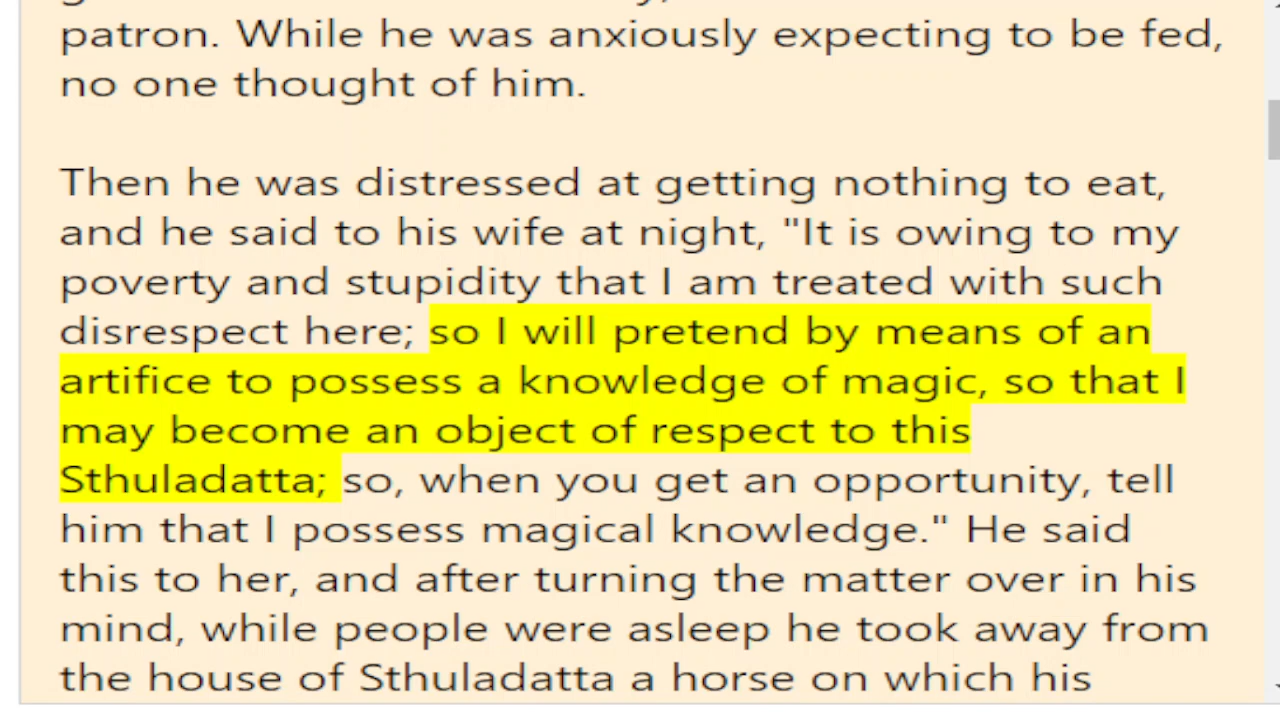 patron. While he was anxiously expecting to be fed,
no one thought of him.
Then he was distressed at getting nothing to eat,
and he said to his wife at night, "It is owing to my
poverty and stupidity that I am treated with such
disrespect here; so I will pretend by means of an
artifice to possess a knowledge of magic, so that I
may become an object of respect to this
Sthuladatta; so, when you get an opportunity, tell
him that I possess magical knowledge." He said
this to her, and after turning the matter over in his
mind, while people were asleep he took away from
the house of Sthuladatta a horse on which his